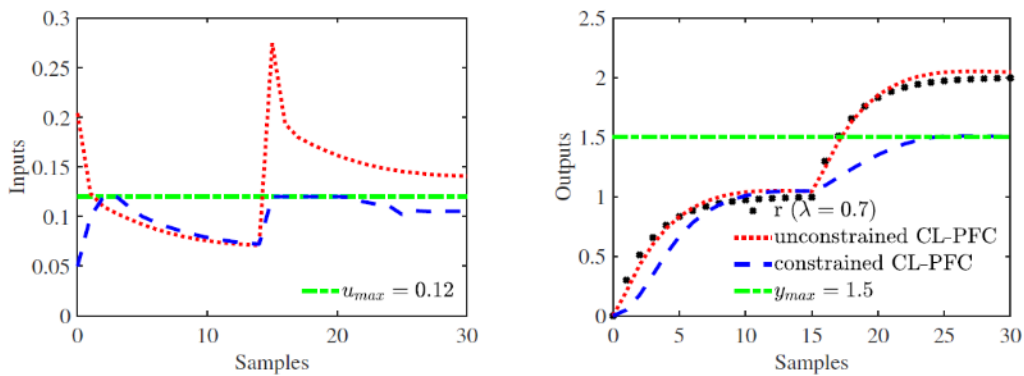 0.3
0.25
0.2
0.15
0.1
0.05
0
Inputs
0 10 20 30
Samples
u_max = 0.12
2.5
2
1.5
1
0.5
0
Outputs
0 5 10 15 20 25 30
Samples
r (λ = 0.7)
unconstrained CL-PFC
constrained CL-PFC
y_max = 1.5